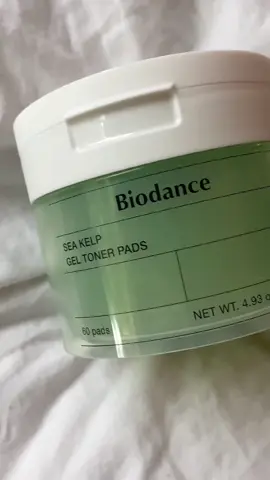 Biodance
SEA KELP
GEL TONER PADS
60 pads
NET WT. 4.93